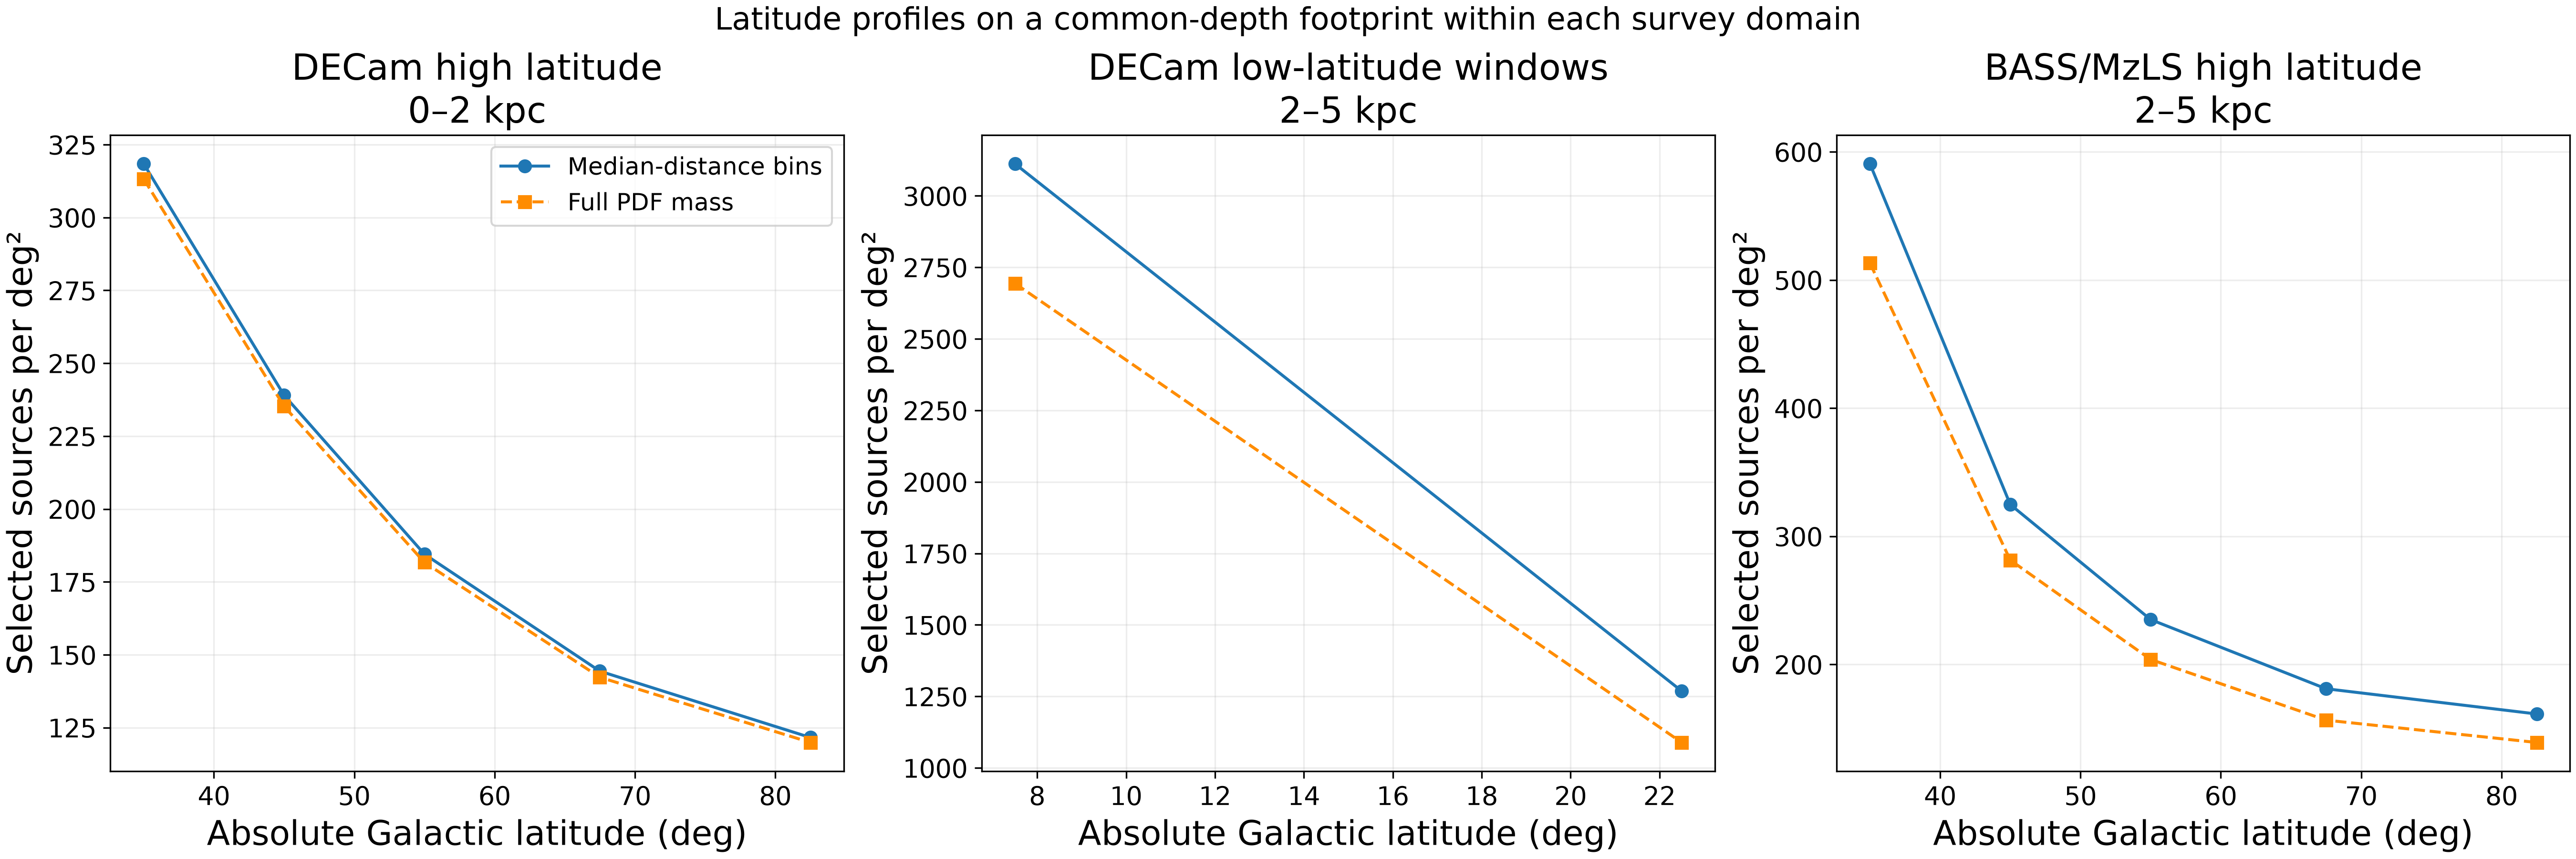 Latitude profiles on a common-depth footprint within each survey domain
DECam high latitude
0–2 kpc
Selected sources per deg²
325
300
275
250
225
200
175
150
125
Median-distance bins
Full PDF mass
40 50 60 70 80
Absolute Galactic latitude (deg)
DECam low-latitude windows
2–5 kpc
Selected sources per deg²
3000
2750
2500
2250
2000
1750
1500
1250
1000
8 10 12 14 16 18 20 22
Absolute Galactic latitude (deg)
BASS/MzLS high latitude
2–5 kpc
Selected sources per deg²
600
500
400
300
200
40 50 60 70 80
Absolute Galactic latitude (deg)